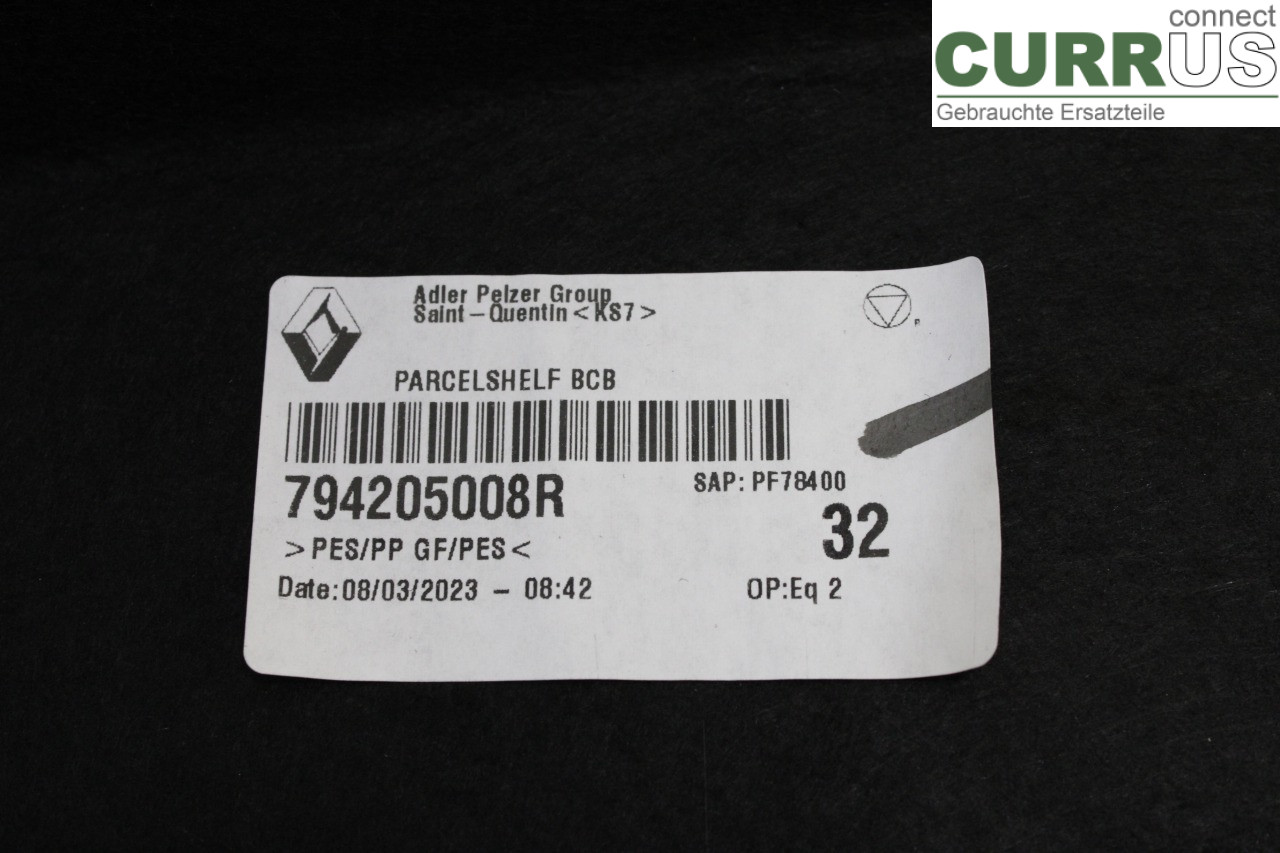 connect
CURRUS
Gebrauchte Ersatzteile
Adler Pelzer Group
Saint-Quentin <KS7>
PARCELSHELF BCB
794205008R
SAP: PF78400
32
>PES/PP GF/PES<
Date:08/03/2023 - 08:42
OP:Eq 2